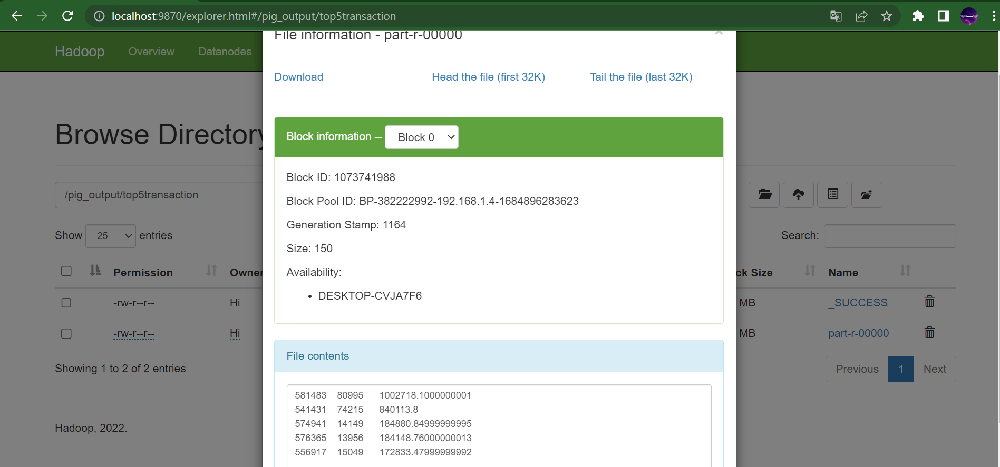 localhost:9870/explorer.html#/pig_output/top5transaction
Hadoop Overview Datanodes
File information - part-r-00000 ×
Download Head the file (first 32K) Tail the file (last 32K)
Browse Directory
Block information -- Block 0
Block ID: 1073741988
Block Pool ID: BP-382222992-192.168.1.4-1684896283623
Generation Stamp: 1164
Size: 150
Availability:
• DESKTOP-CVJA7F6
/pig_output/top5transaction
Show 25 entries
Search:
Permission Owner ck Size Name
-rw-r--r-- Hi MB _SUCCESS
-rw-r--r-- Hi MB part-r-00000
Showing 1 to 2 of 2 entries
Previous 1 Next
File contents
581483 80995 1002718.1000000001
541431 74215 840113.8
574941 14149 184880.84999999995
576365 13956 184148.76000000013
556917 15049 172833.47999999992
Hadoop, 2022.